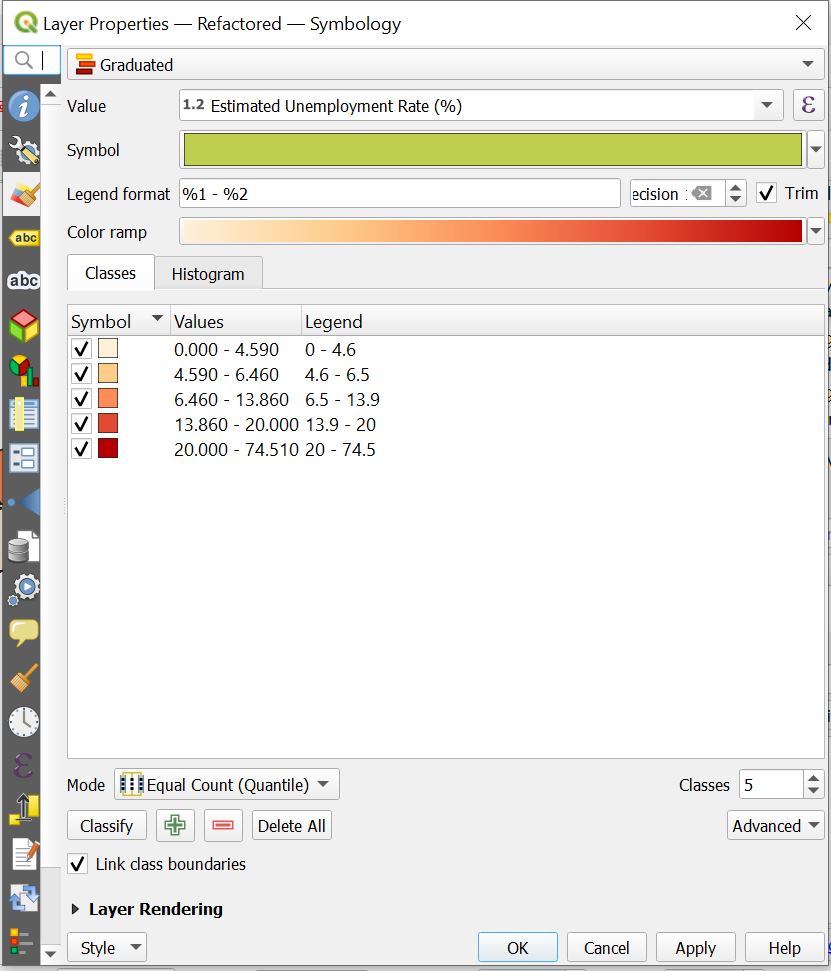 Layer Properties — Refactored — Symbology
Graduated
Value 1.2 Estimated Unemployment Rate (%) ε
Symbol
Legend format %1 - %2 ecision Trim
Color ramp
Classes Histogram
Symbol Values Legend
0.000 - 4.590 0 - 4.6
4.590 - 6.460 4.6 - 6.5
6.460 - 13.860 6.5 - 13.9
13.860 - 20.000 13.9 - 20
20.000 - 74.510 20 - 74.5
abc
abc
Mode Equal Count (Quantile) Classes 5
Classify Delete All Advanced
Link class boundaries
Layer Rendering
Style OK Cancel Apply Help